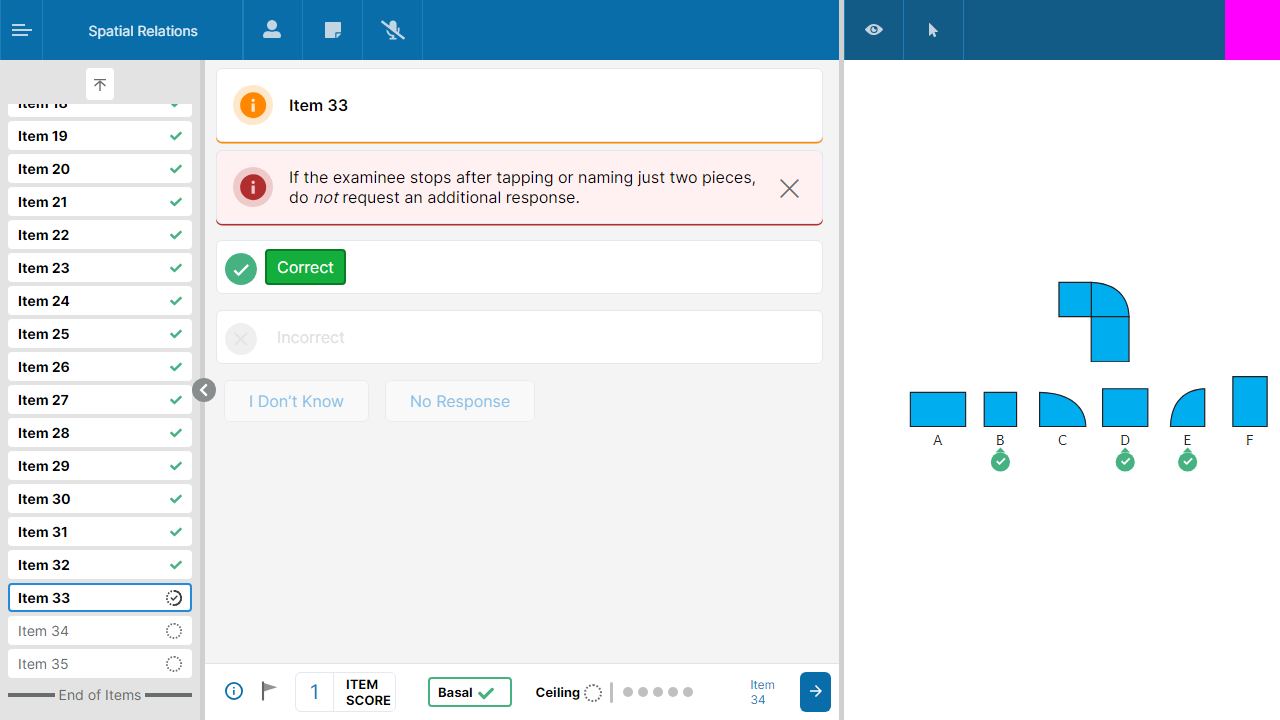 Spatial Relations
Item 18
Item 19
Item 20
Item 21
Item 22
Item 23
Item 24
Item 25
Item 26
Item 27
Item 28
Item 29
Item 30
Item 31
Item 32
Item 33
Item 34
Item 35
End of Items
Item 33
If the examinee stops after tapping or naming just two pieces,
do not request an additional response.
Correct
Incorrect
I Don't Know
No Response
1
ITEM
SCORE
Basal
Ceiling
Item
34
A B C D E F